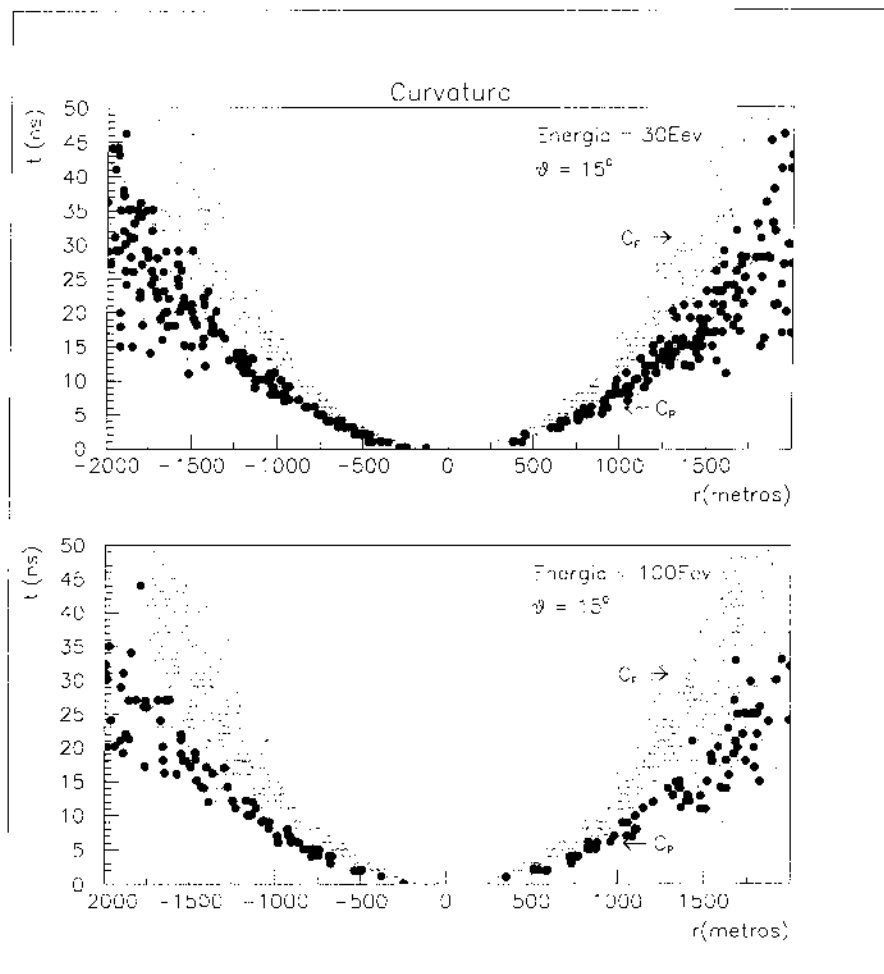 Curvatura
t (ns)
50
45
40
35
30
25
20
15
10
5
0
Energia = 30Eev
ϑ = 15°
C_F →
← C_P
-2000 -1500 -1000 -500 0 500 1000 1500
r(metros)
t (ns)
50
45
40
35
30
25
20
15
10
5
0
Energia = 100Eev
ϑ = 15°
C_F →
← C_P
2000 -1500 -1000 -500 0 500 1000 1500
r(metros)